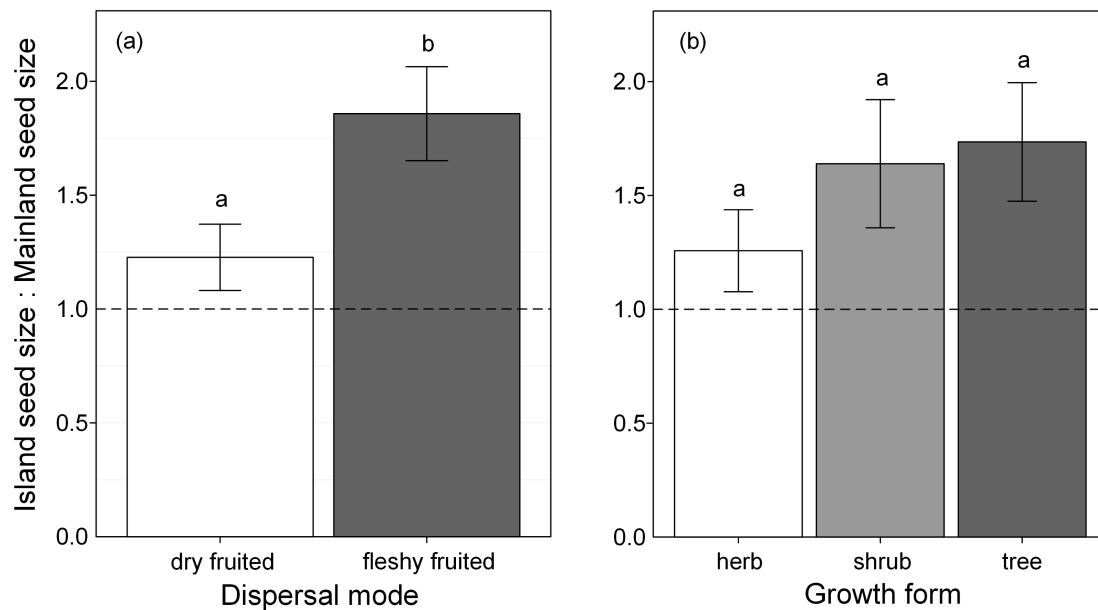 Island seed size : Mainland seed size
(a)
2.0
1.5
1.0
0.5
0.0
a
b
dry fruited
fleshy fruited
Dispersal mode
(b)
2.0
1.5
1.0
0.5
0.0
a
a
a
herb
shrub
tree
Growth form